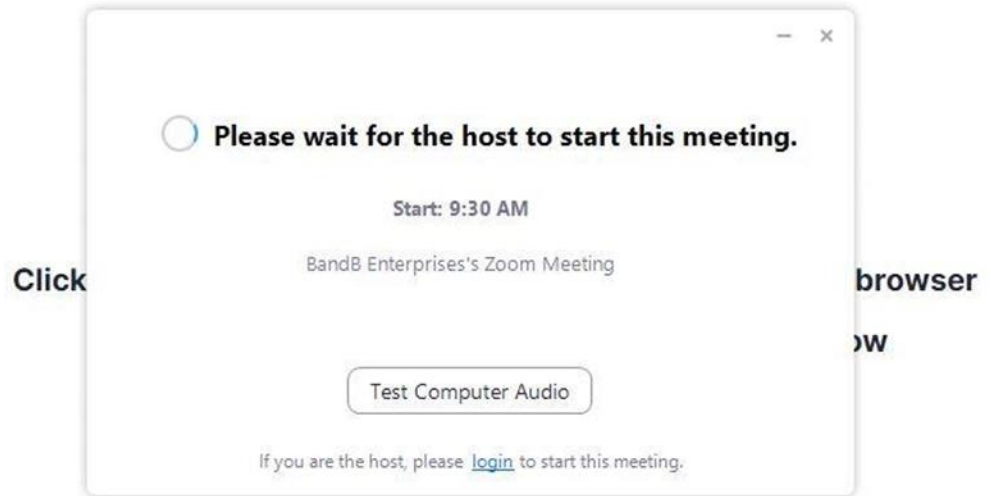 Please wait for the host to start this meeting.
Start: 9:30 AM
BandB Enterprises's Zoom Meeting
Click browser
Test Computer Audio
If you are the host, please login to start this meeting.